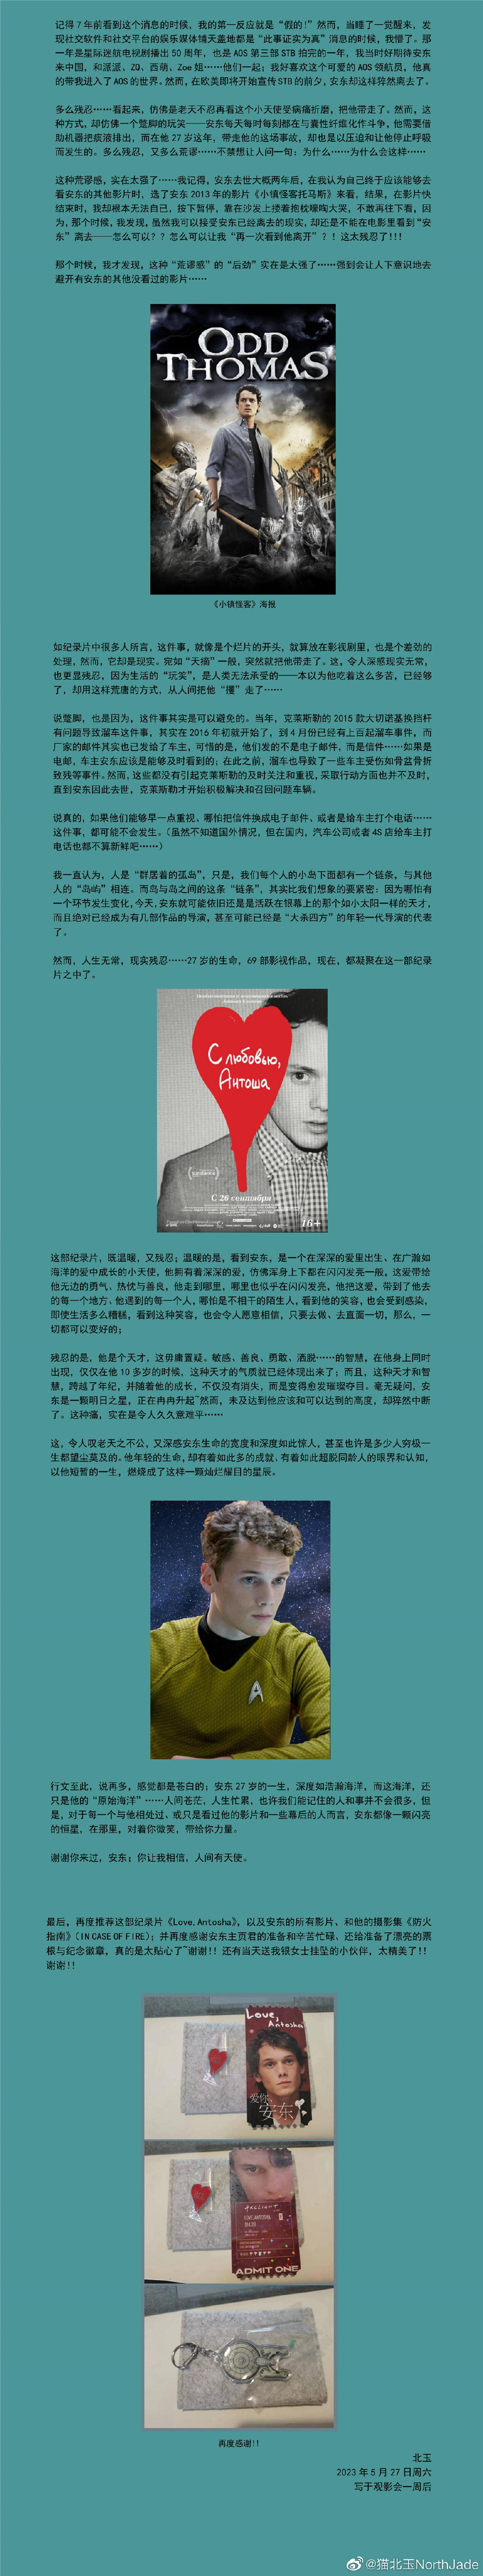 记得 7 年前看到这个消息的时候，我的第一反应就是“假的！”然而，当睡了一觉醒来，发
现社交软件和社交平台的娱乐媒体铺天盖地都是“此事证实为真”消息的时候，我懵了。那
一年是星际迷航电视剧播出 50 周年，也是 AOS 第三部 STB 拍完的一年，我当时好期待安东
来中国，和派派、ZQ、西萌、Zoe 姐……他们一起；我好喜欢这个可爱的 AOS 领航员，他真
的带我进入了 AOS 的世界。然而，在欧美即将开始宣传 STB 的前夕，安东却这样猝然离去了。
多么残忍……看起来，仿佛是老天不忍再看这个小天使受病痛折磨，把他带走了。然而，这
种方式，却仿佛一个蹩脚的玩笑——安东每天每时每刻都在与囊性纤维化作斗争，他需要借
助机器把痰液排出，而在他 27 岁这年，带走他的这场事故，却也是以压迫和让他停止呼吸
而发生的。多么残忍，又多么荒谬……不禁想让人问一句：为什么……为什么会这样……
这种荒谬感，实在太强了……我记得，安东去世大概两年后，在我认为自己终于应该能够去
看安东的其他影片时，选了安东 2013 年的影片《小镇怪客托马斯》来看，结果，在影片快
结束时，我却根本无法自已，按下暂停，靠在沙发上搂着抱枕嚎啕大哭，不敢再往下看，因
为，那个时候，我发现，虽然我可以接受安东已经离去的现实，却还是不能在电影里看到“安
东”离去——怎么可以？？怎么可以让我“再一次看到他离开”？！这太残忍了！！！
那个时候，我才发现，这种“荒谬感”的“后劲”实在是太强了……强到会让人下意识地去
避开有安东的其他没看过的影片……
ODD
THOMAS
《小镇怪客》海报
如纪录片中很多人所言，这件事，就像是个烂片的开头，就算放在影视剧里，也是个差劲的
处理，然而，它却是现实。宛如“天摘”一般，突然就把他带走了。这，令人深感现实无常，
也更显残忍，因为生活的“玩笑”，是人类无法承受的——本以为他吃着这么多苦，已经够
了，却用这样荒唐的方式，从人间把他“攫”走了……
说蹩脚，也是因为，这件事其实是可以避免的。当年，克莱斯勒的 2015 款大切诺基换挡杆
有问题导致溜车这件事，其实在 2016 年初就开始了，到 4 月份已经有上百起溜车事件，而
厂家的邮件其实也已发给了车主，可惜的是，他们发的不是电子邮件，而是信件……如果是
电邮，车主安东应该是能够及时看到的；在此之前，溜车也导致了一些车主受伤如骨盆骨折
致残等事件。然而，这些都没有引起克莱斯勒的及时关注和重视，采取行动方面也并不及时，
直到安东因此去世，克莱斯勒才开始积极解决和召回问题车辆。
说真的，如果他们能够早一点重视、哪怕把信件换成电子邮件、或者是给车主打个电话……
这件事，都可能不会发生。（虽然不知道国外情况，但在国内，汽车公司或者 4S 店给车主打
电话也都不算新鲜吧……）
我一直认为，人是“群居着的孤岛”，只是，我们每个人的小岛下面都有一个链条，与其他
人的“岛屿”相连。而岛与岛之间的这条“链条”，其实比我们想象的要紧密：因为哪怕有
一个环节发生变化，今天，安东就可能依旧还是是活跃在银幕上的那个如小太阳一样的天才，
而且绝对已经成为有几部作品的导演，甚至可能已经是“大杀四方”的年轻一代导演的代表
了。
然而，人生无常，现实残忍……27 岁的生命，69 部影视作品，现在，都凝聚在这一部纪录
片之中了。
С любовью,
Антоша
sundance
С 26 сентября
16+
这部纪录片，既温暖，又残忍；温暖的是，看到安东，是一个在深深的爱里出生、在广瀚如
海洋的爱中成长的小天使，他拥有着深深的爱，仿佛浑身上下都在闪闪发亮一般，这爱带给
他无边的勇气、热忱与善良，他走到哪里，哪里也似乎在闪闪发亮，他把这爱，带到了他去
的每一个地方、他遇到的每一个人，哪怕是不相干的陌生人，看到他的笑容，也会受到感染，
即使生活多么糟糕，看到这种笑容，也会令人愿意相信，只要去做、去直面一切，那么，一
切都可以变好的；
残忍的是，他是个天才，这毋庸置疑。敏感、善良、勇敢、洒脱……的智慧，在他身上同时
出现，仅仅在他 10 多岁的时候，这种天才的气质就已经体现出来了；而且，这种天才和智
慧，跨越了年纪，并随着他的成长，不仅没有消失，而是变得愈发璀璨夺目。毫无疑问，安
东是一颗明日之星，正在冉冉升起~然而，未及达到他应该和可以达到的高度，却猝然中断
了。这种痛，实在是令人久久意难平……
这，令人叹老天之不公，又深感安东生命的宽度和深度如此惊人，甚至也许是多少人穷极一
生都望尘莫及的。他年轻的生命，却有着如此多的成就、有着如此超脱同龄人的眼界和认知，
以他短暂的一生，燃烧成了这样一颗灿烂耀目的星辰。
行文至此，说再多，感觉都是苍白的；安东 27 岁的一生，深度如浩瀚海洋，而这海洋，还
只是他的“原始海洋”……人间苍茫，人生忙累，也许我们能记住的人和事并不会很多，但
是，对于每一个与他相处过、或只是看过他的影片和一些幕后的人而言，安东都像一颗闪亮
的恒星，在那里，对着你微笑，带给你力量。
谢谢你来过，安东；你让我相信，人间有天使。
最后，再度推荐这部纪录片《Love,Antosha》，以及安东的所有影片、和他的摄影集《防火
指南》（IN CASE OF FIRE）；并再度感谢安东主页君的准备和辛苦忙碌、还给准备了漂亮的票
根与纪念徽章，真的是太贴心了~谢谢！！还有当天送我银女士挂坠的小伙伴，太精美了！！
谢谢！！
Love,
Antosha
爱你，
安东
LOVE,ANTOSHA
ADMIT ONE
再度感谢！！
北玉
2023 年 5 月 27 日周六
写于观影会一周后
@猫北玉NorthJade